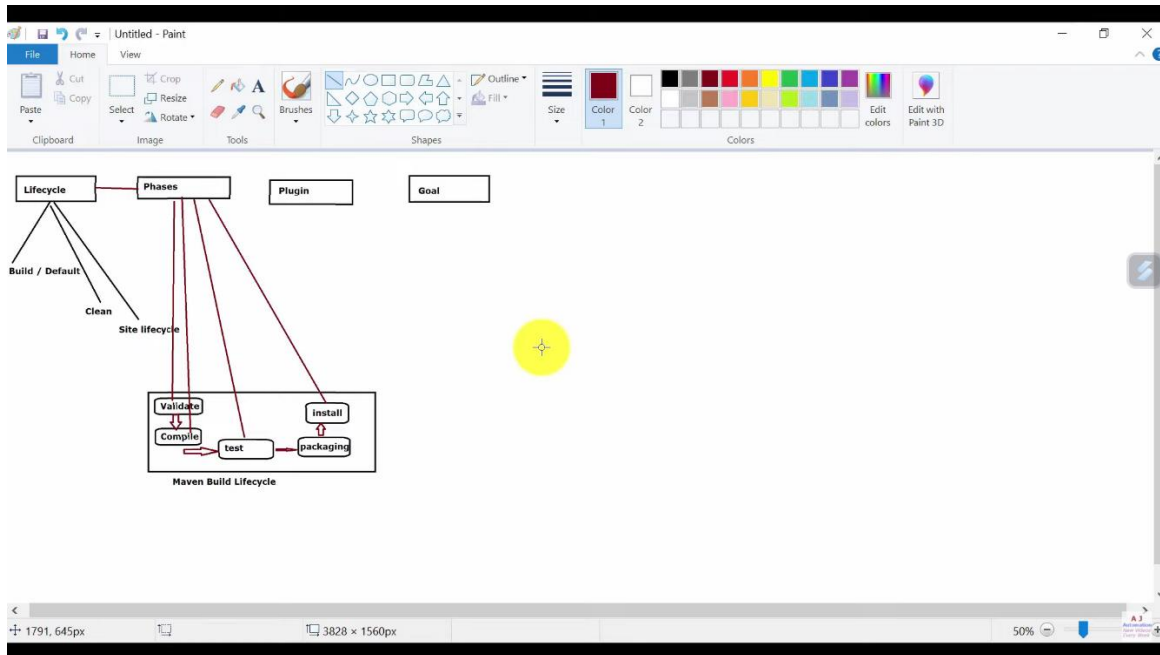 Untitled - Paint
File Home View
Paste
Cut
Copy
Clipboard
Select
Crop
Resize
Rotate
Image
A
Tools
Brushes
Outline
Fill
Shapes
Size
Color 1
Color 2
Edit colors
Edit with Paint 3D
Colors
Lifecycle Phases Plugin Goal
Build / Default
Clean
Site lifecycle
Validate
install
Compile
test
packaging
Maven Build Lifecycle
1791, 645px 3828 × 1560px 50%
A J